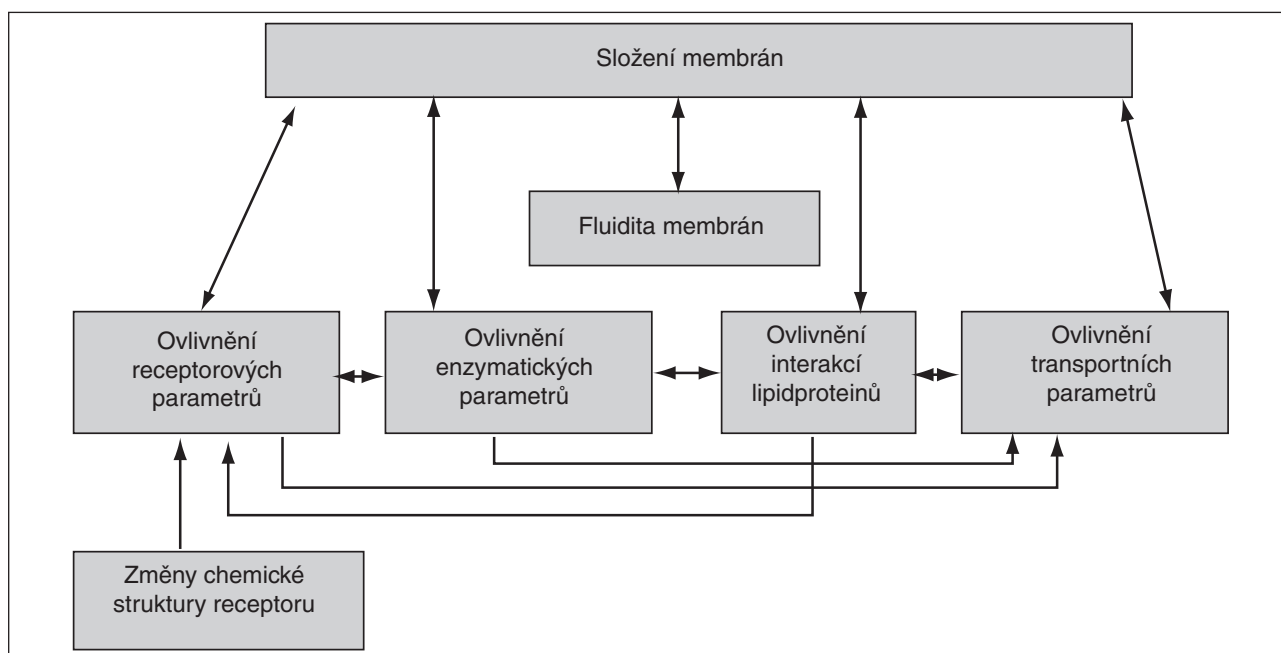 Složení membrán
Fluidita membrán
Ovlivnění
receptorových
parametrů
Ovlivnění
enzymatických
parametrů
Ovlivnění
interakcí
lipidproteinů
Ovlivnění
transportních
parametrů
Změny chemické
struktury receptoru